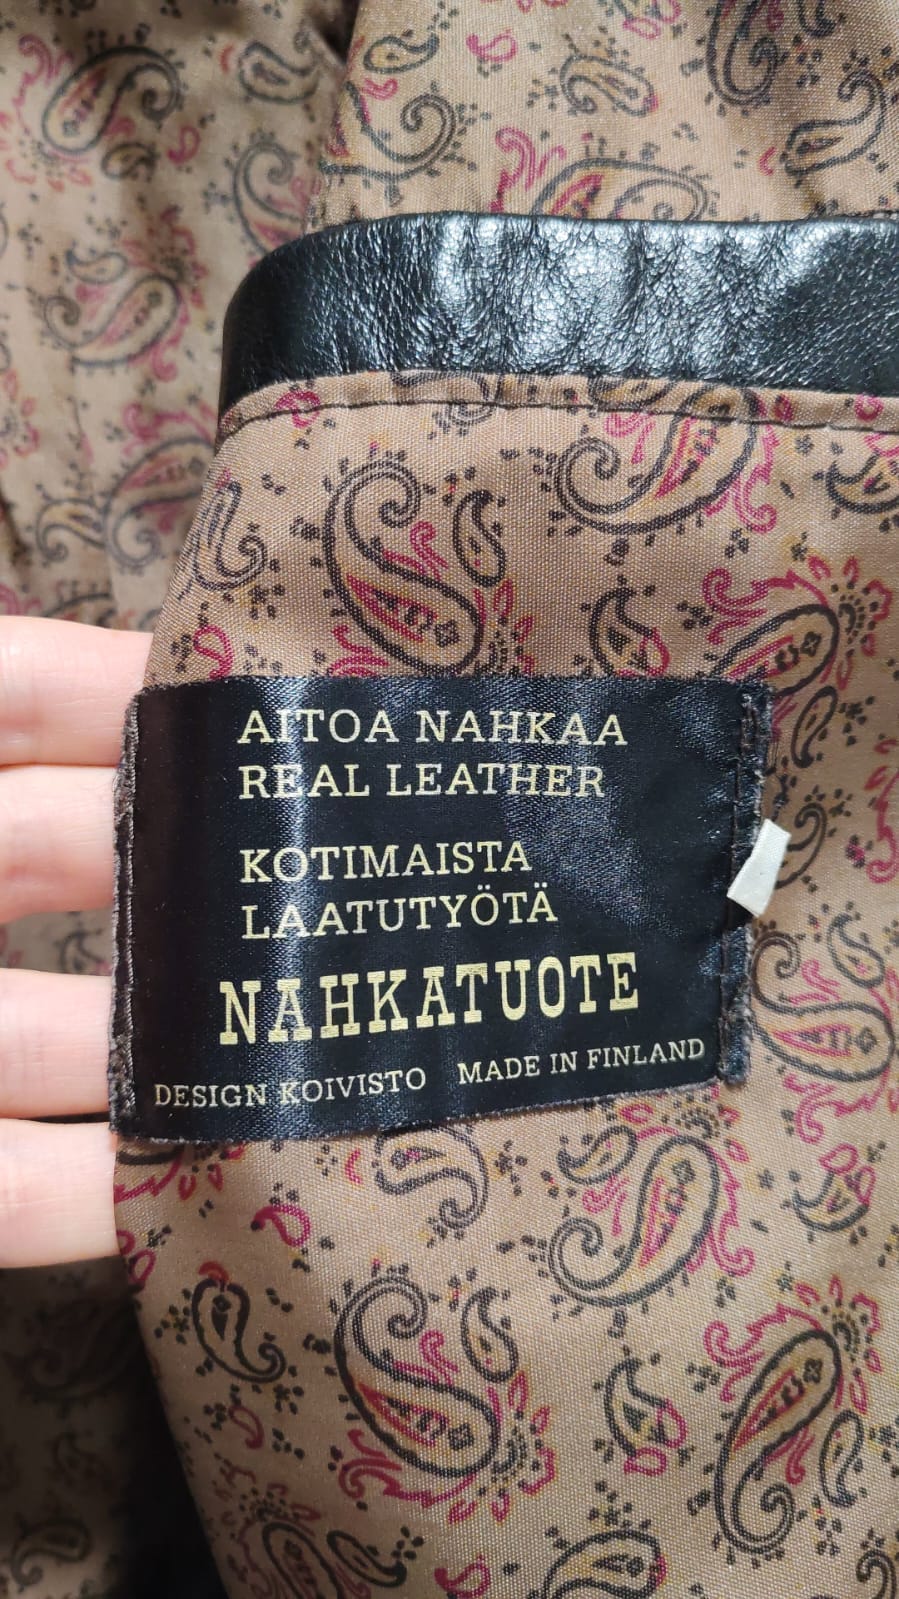 AITOA NAHKAA
REAL LEATHER
KOTIMAISTA
LAATUTYÖTÄ
NAHKATUOTE
DESIGN KOIVISTO MADE IN FINLAND